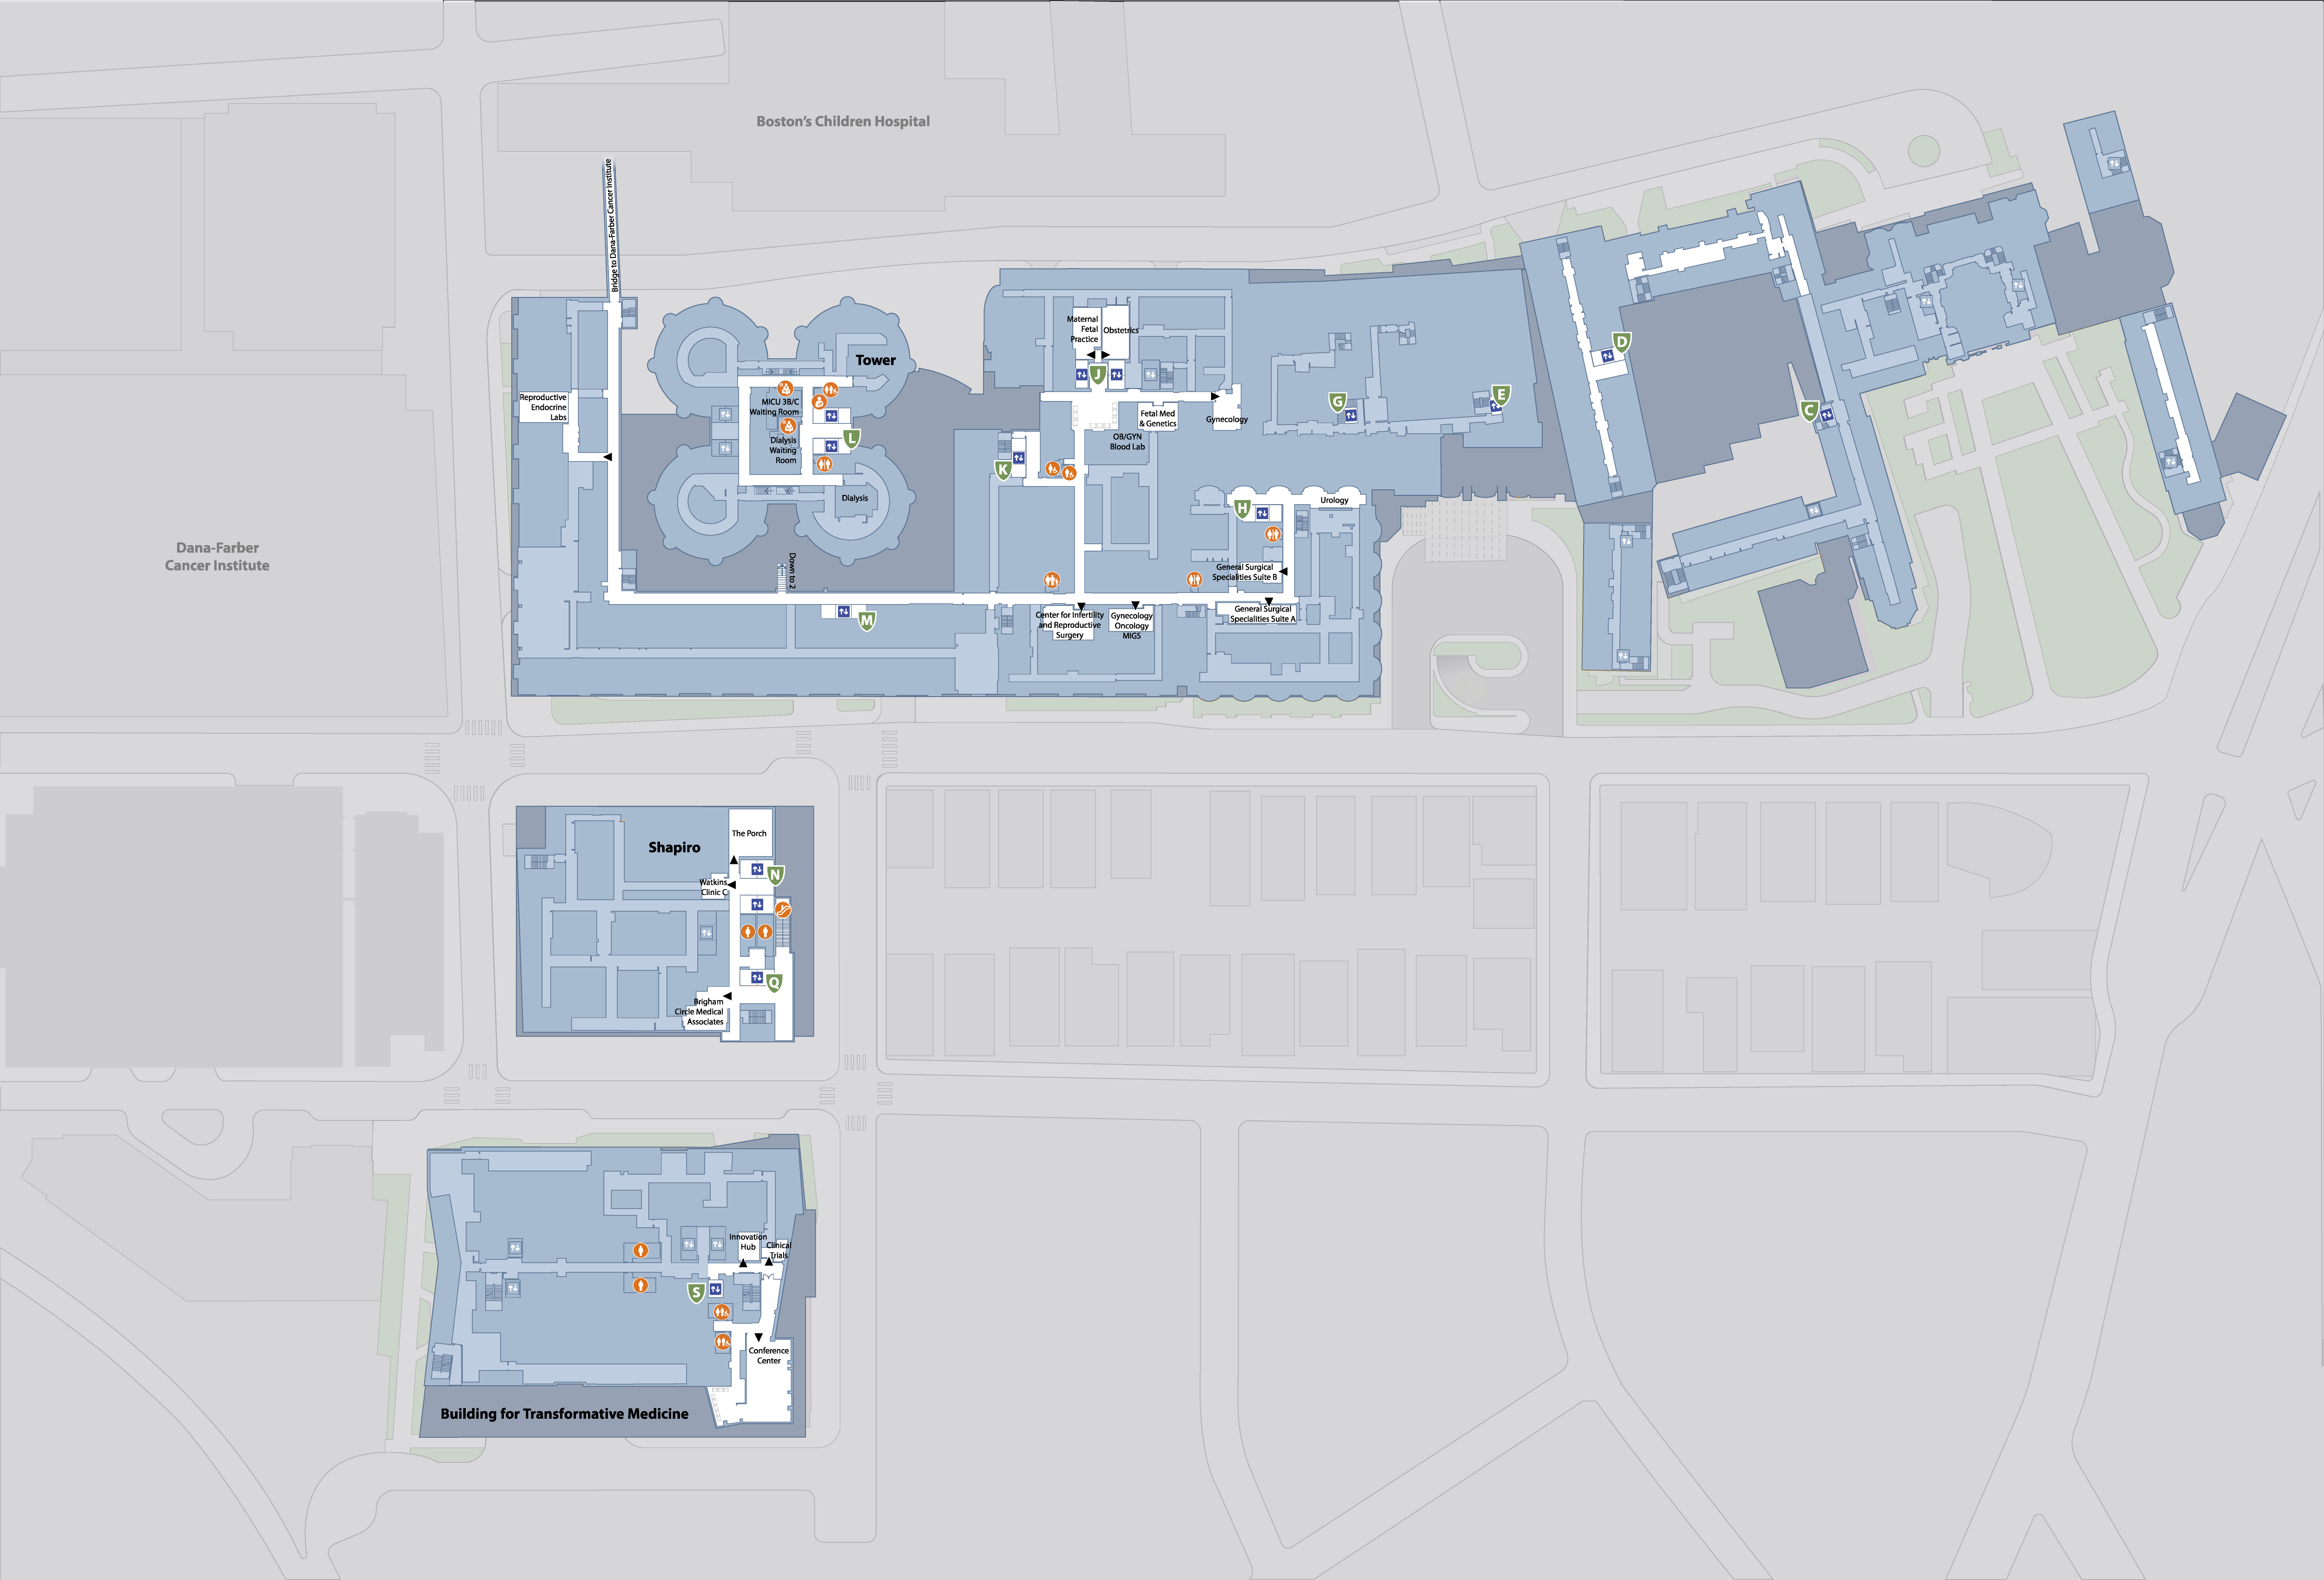 Boston's Children Hospital
Bridge to Dana-Farber Cancer Institute
Tower
Maternal
Fetal
Practice
Obstetrics
D
J
MICU 3B/C
Waiting Room
Reproductive
Endocrine
Labs
G
E
C
Fetal Med
& Genetics
Gynecology
L
Dialysis
Waiting
Room
OB/GYN
Blood Lab
K
Dialysis
H
Urology
Dana-Farber
Cancer Institute
Down to 2
General Surgical
Specialities Suite B
M
Center for Infertility
and Reproductive
Surgery
Gynecology
Oncology
MIGS
General Surgical
Specialities Suite A
The Porch
Shapiro
N
Watkins
Clinic C
Q
Brigham
Circle Medical
Associates
Innovation
Hub
Clinical
Trials
S
Conference
Center
Building for Transformative Medicine